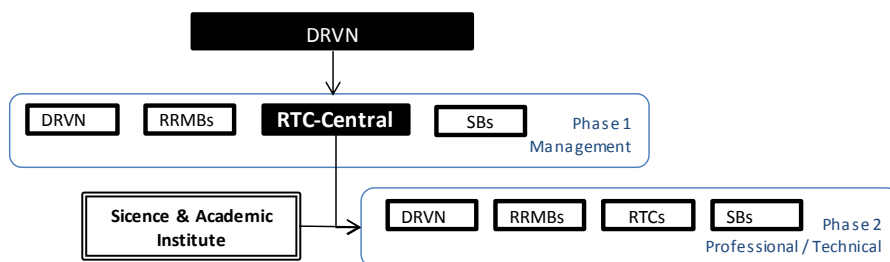 DRVN
DRVN
RRMBs
RTC-Central
SBs
Phase 1
Management
Sicence & Academic
Institute
DRVN
RRMBs
RTCs
SBs
Phase 2
Professional / Technical